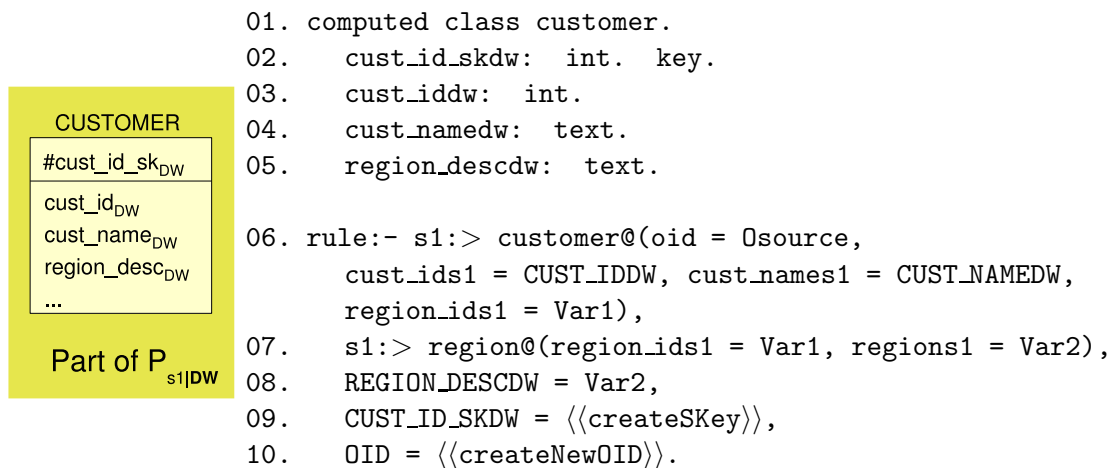 CUSTOMER
#cust_id_sk_DW
cust_id_DW
cust_name_DW
region_desc_DW
...
Part of P_s1|DW
01. computed class customer.
02. cust_id_skdw: int. key.
03. cust_iddw: int.
04. cust_namedw: text.
05. region_descdw: text.
06. rule:- s1:> customer@(oid = Osource,
cust_ids1 = CUST_IDDW, cust_names1 = CUST_NAMEDW,
region_ids1 = Var1),
07. s1:> region@(region_ids1 = Var1, regions1 = Var2),
08. REGION_DESCDW = Var2,
09. CUST_ID_SKDW = ⟨⟨createSKey⟩⟩,
10. OID = ⟨⟨createNewOID⟩⟩.